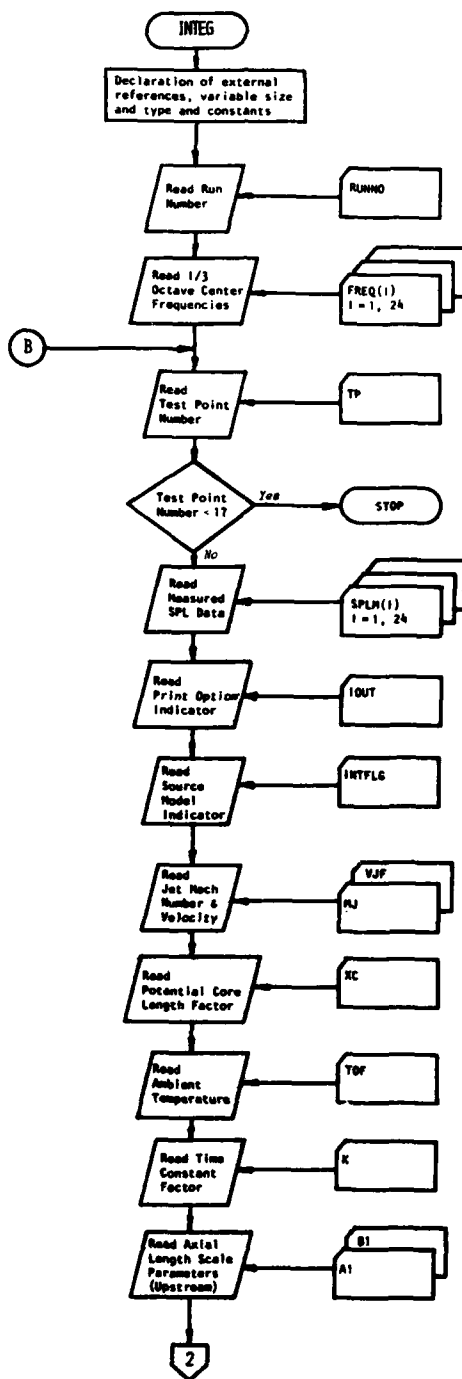 INTEG
Declaration of external
references, variable size
and type and constants
Read Run
Number
RUNNO
Read 1/3
Octave Center
Frequencies
FREQ(I)
I = 1, 24
B
Read
Test Point
Number
TP
Test Point
Number < 1?
Yes
STOP
No
Read
Measured
SPL Data
SPLM(I)
I = 1, 24
Read
Print Option
Indicator
IOUT
Read
Source
Model
Indicator
INTFLG
Read
Jet Mach
Number &
Velocity
VJF
MJ
Read
Potential Core
Length Factor
XC
Read
Ambient
Temperature
TOF
Read Time
Constant
Factor
K
Read Axial
Length Scale
Parameters
(Upstream)
B1
A1
2